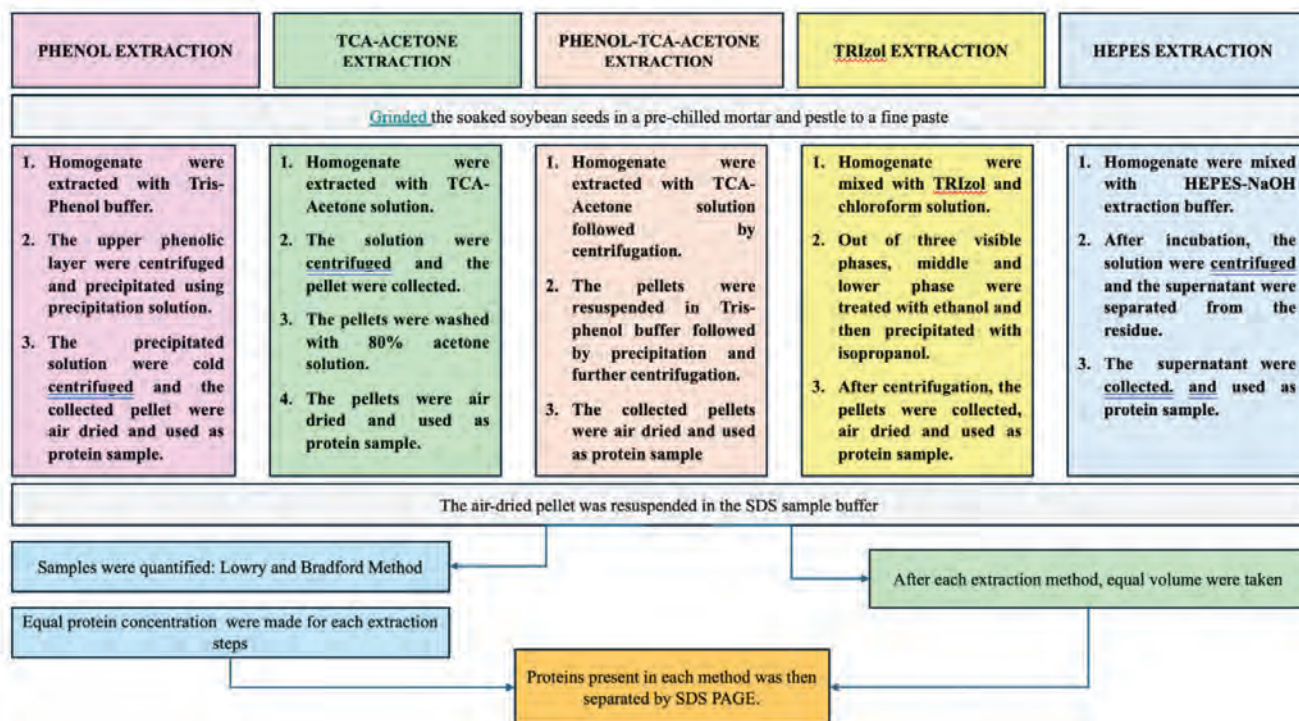 PHENOL EXTRACTION
TCA-ACETONE
EXTRACTION
PHENOL-TCA-ACETONE
EXTRACTION
TRIzol EXTRACTION
HEPES EXTRACTION
Grinded the soaked soybean seeds in a pre-chilled mortar and pestle to a fine paste
1. Homogenate were
extracted with Tris-
Phenol buffer.
2. The upper phenolic
layer were centrifuged
and precipitated using
precipitation solution.
3. The precipitated
solution were cold
centrifuged and the
collected pellet were
air dried and used as
protein sample.
1. Homogenate were
extracted with TCA-
Acetone solution.
2. The solution were
centrifuged and the
pellet were collected.
3. The pellets were washed
with 80% acetone
solution.
4. The pellets were air
dried and used as
protein sample.
1. Homogenate were
extracted with TCA-
Acetone solution
followed by
centrifugation.
2. The pellets were
resuspended in Tris-
phenol buffer followed
by precipitation and
further centrifugation.
3. The collected pellets
were air dried and used
as protein sample
1. Homogenate were
mixed with TRIzol and
chloroform solution.
2. Out of three visible
phases, middle and
lower phase were
treated with ethanol and
then precipitated with
isopropanol.
3. After centrifugation, the
pellets were collected,
air dried and used as
protein sample.
1. Homogenate were mixed
with HEPES-NaOH
extraction buffer.
2. After incubation, the
solution were centrifuged
and the supernatant were
separated from the
residue.
3. The supernatant were
collected. and used as
protein sample.
The air-dried pellet was resuspended in the SDS sample buffer
Samples were quantified: Lowry and Bradford Method
After each extraction method, equal volume were taken
Equal protein concentration were made for each extraction
steps
Proteins present in each method was then
separated by SDS PAGE.